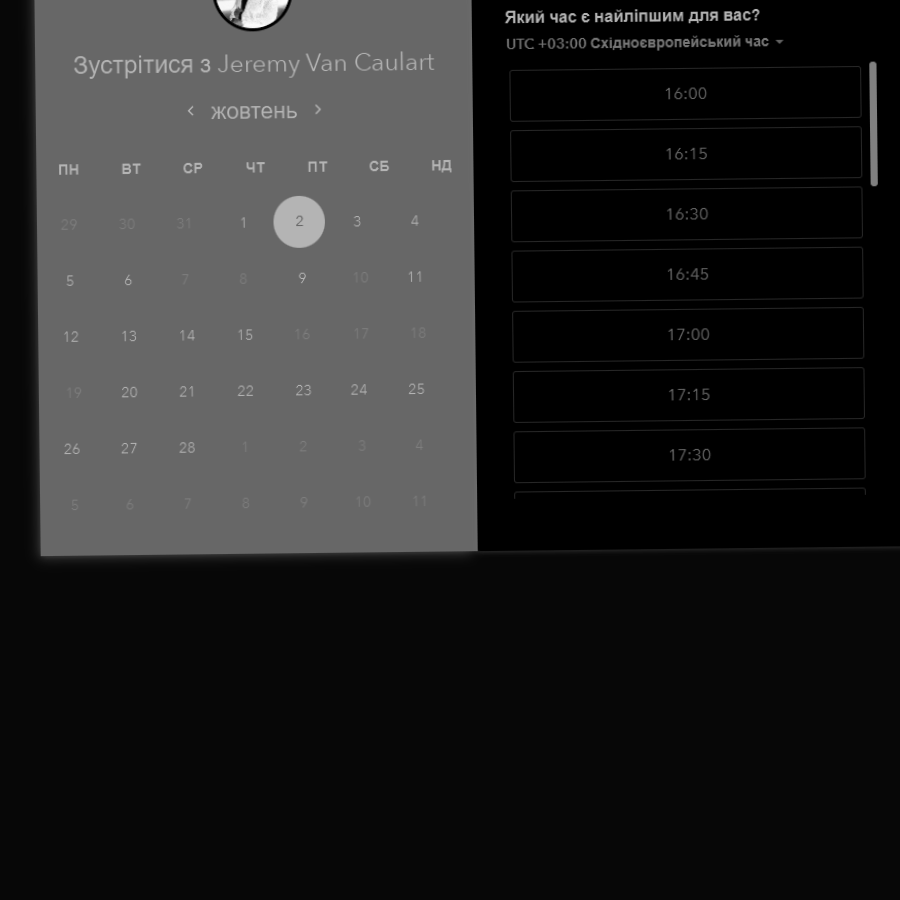 Зустрітися з Jeremy Van Caulart
жовтень
ПН ВТ СР ЧТ ПТ СБ НД
29 30 31 1 2 3 4
5 6 7 8 9 10 11
12 13 14 15 16 17 18
19 20 21 22 23 24 25
26 27 28 1 2 3 4
5 6 7 8 9 10 11
Який час є найліпшим для вас?
UTC +03:00 Східноєвропейський час
16:00
16:15
16:30
16:45
17:00
17:15
17:30